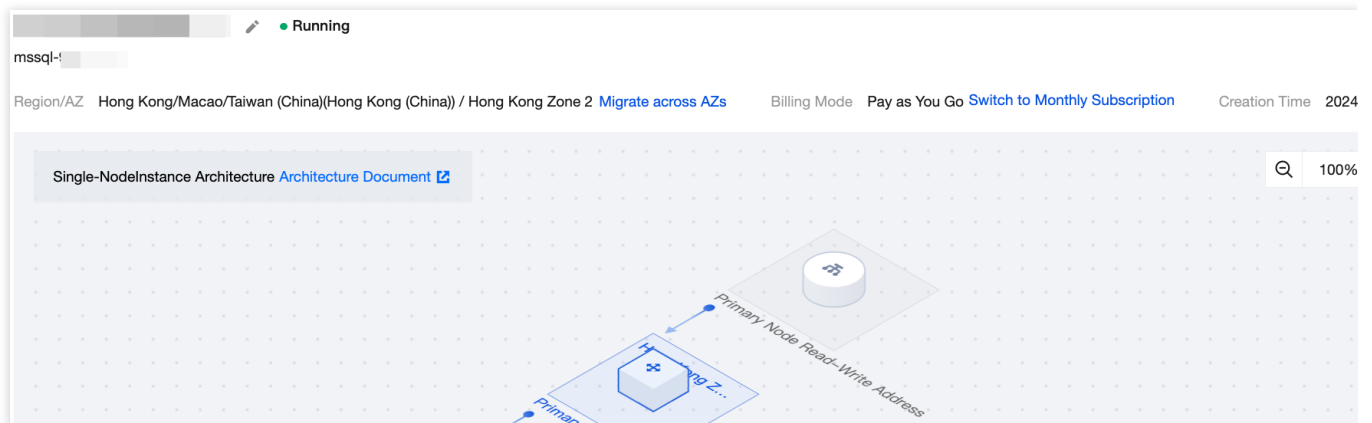 Running
mssql-
Region/AZ Hong Kong/Macao/Taiwan (China)(Hong Kong (China)) / Hong Kong Zone 2 Migrate across AZs Billing Mode Pay as You Go Switch to Monthly Subscription Creation Time 2024
Single-NodeInstance Architecture Architecture Document
100%
Primary Node Read-Write Address
Z...